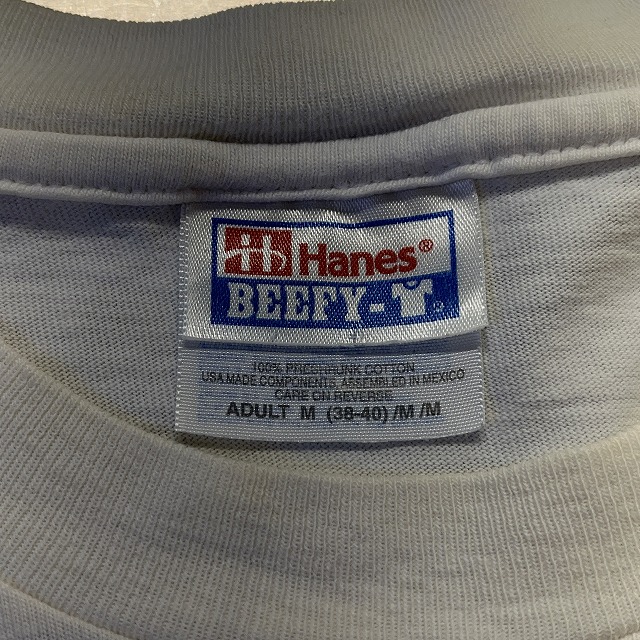 Hanes®
BEEFY-T®
100% PRESHRUNK COTTON
USA MADE COMPONENTS, ASSEMBLED IN MEXICO
CARE ON REVERSE
ADULT M (38-40) /M /M